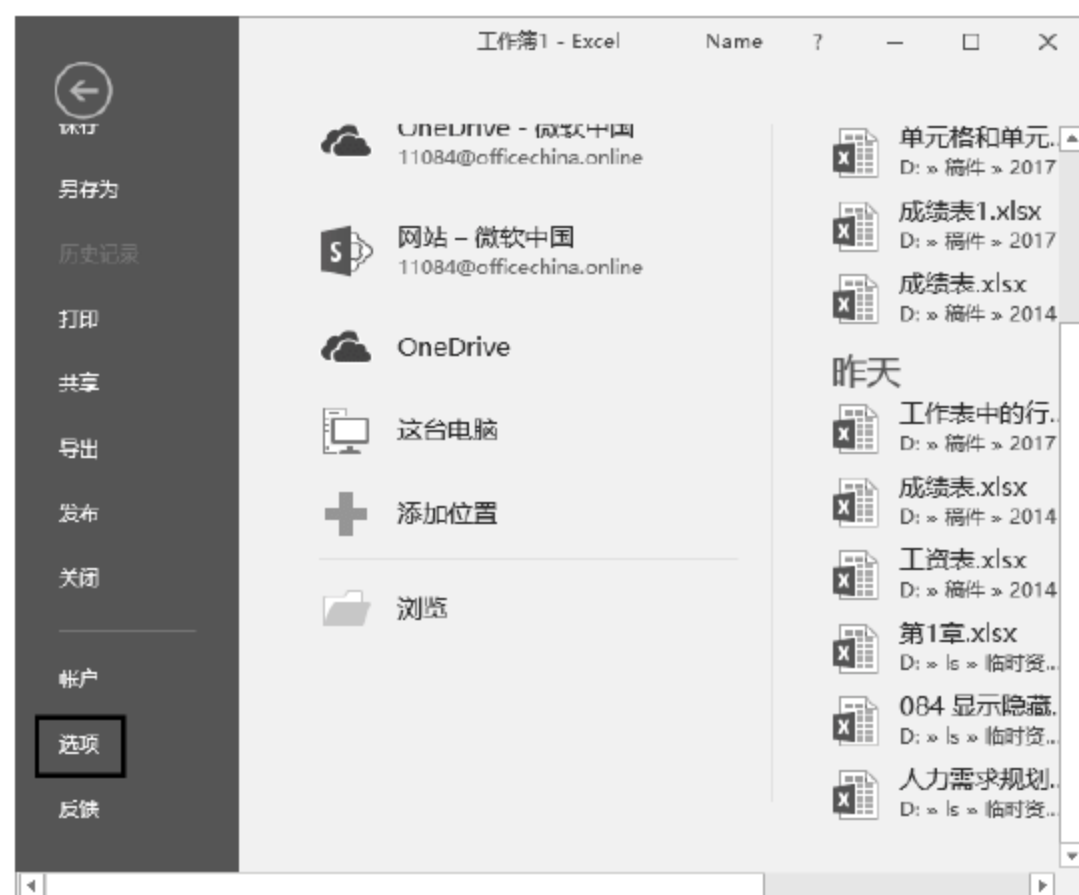 工作簿1 - Excel
Name
?
另存为
历史记录
打印
共享
导出
发布
关闭
帐户
选项
反馈
OneDrive - 微软中国
11084@officechina.online
网站 – 微软中国
11084@officechina.online
OneDrive
这台电脑
添加位置
浏览
单元格和单元...
D: » 稿件 » 2017
成绩表1.xlsx
D: » 稿件 » 2017
成绩表.xlsx
D: » 稿件 » 2014
昨天
工作表中的行...
D: » 稿件 » 2017
成绩表.xlsx
D: » 稿件 » 2014
工资表.xlsx
D: » 稿件 » 2014
第1章.xlsx
D: » ls » 临时资...
084 显示隐藏...
D: » ls » 临时资...
人力需求规划...
D: » ls » 临时资...